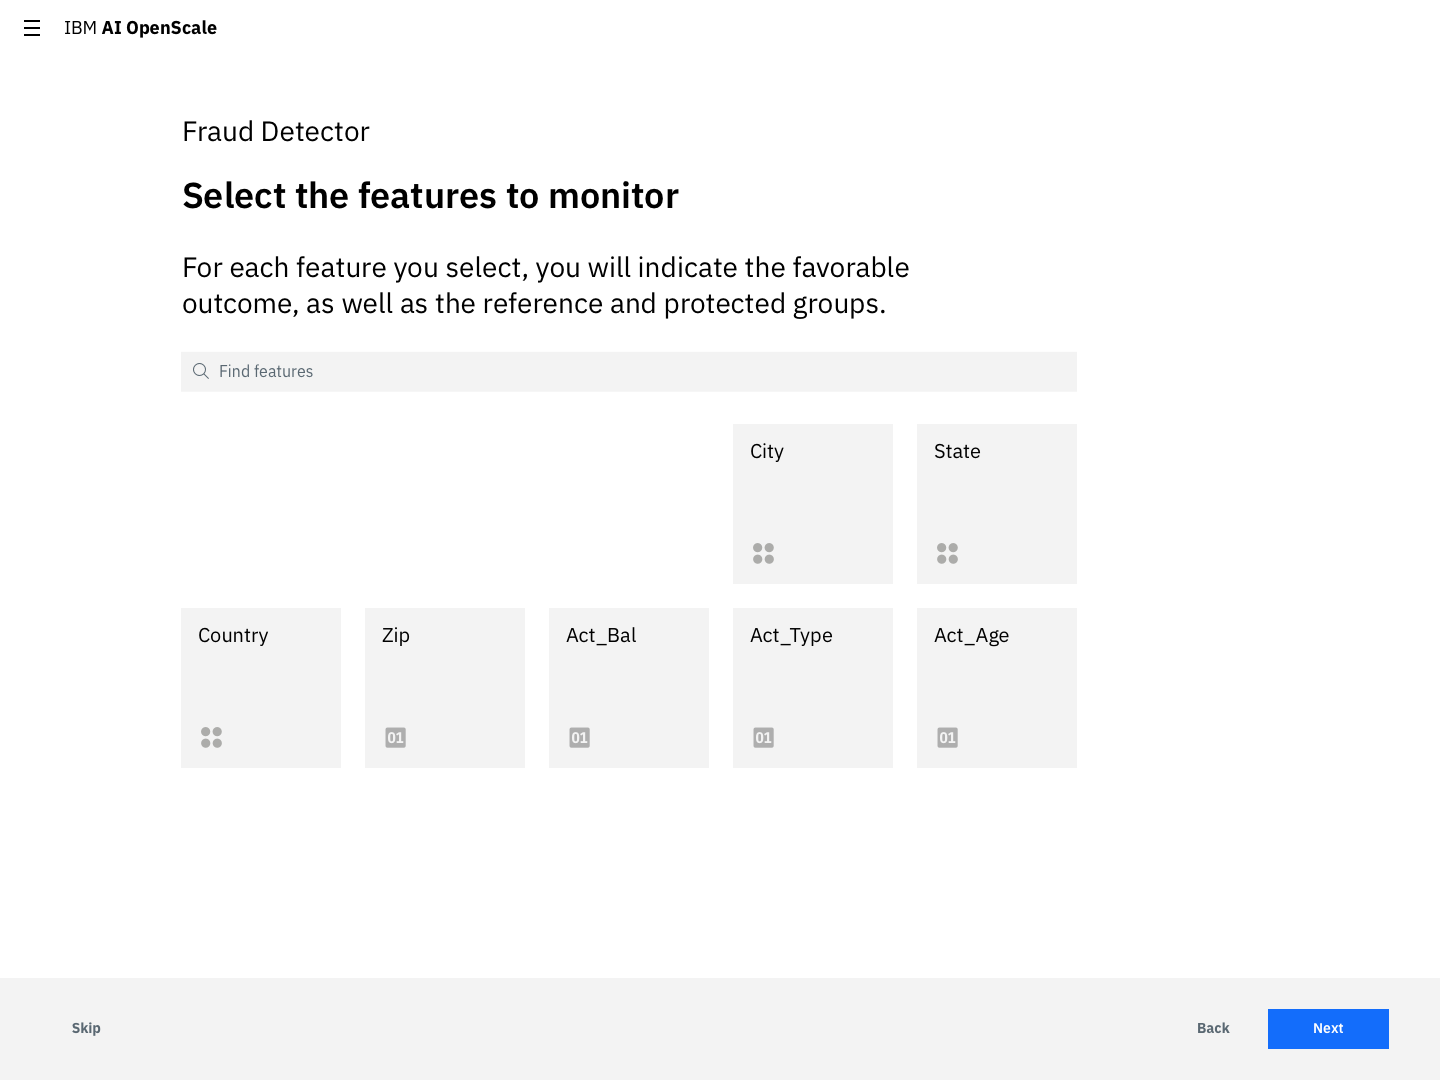 IBM AI OpenScale
Fraud Detector
Select the features to monitor
For each feature you select, you will indicate the favorable
outcome, as well as the reference and protected groups.
Find features
City
State
Country
Zip
Act_Bal
Act_Type
Act_Age
01
01
01
01
Skip
Back
Next